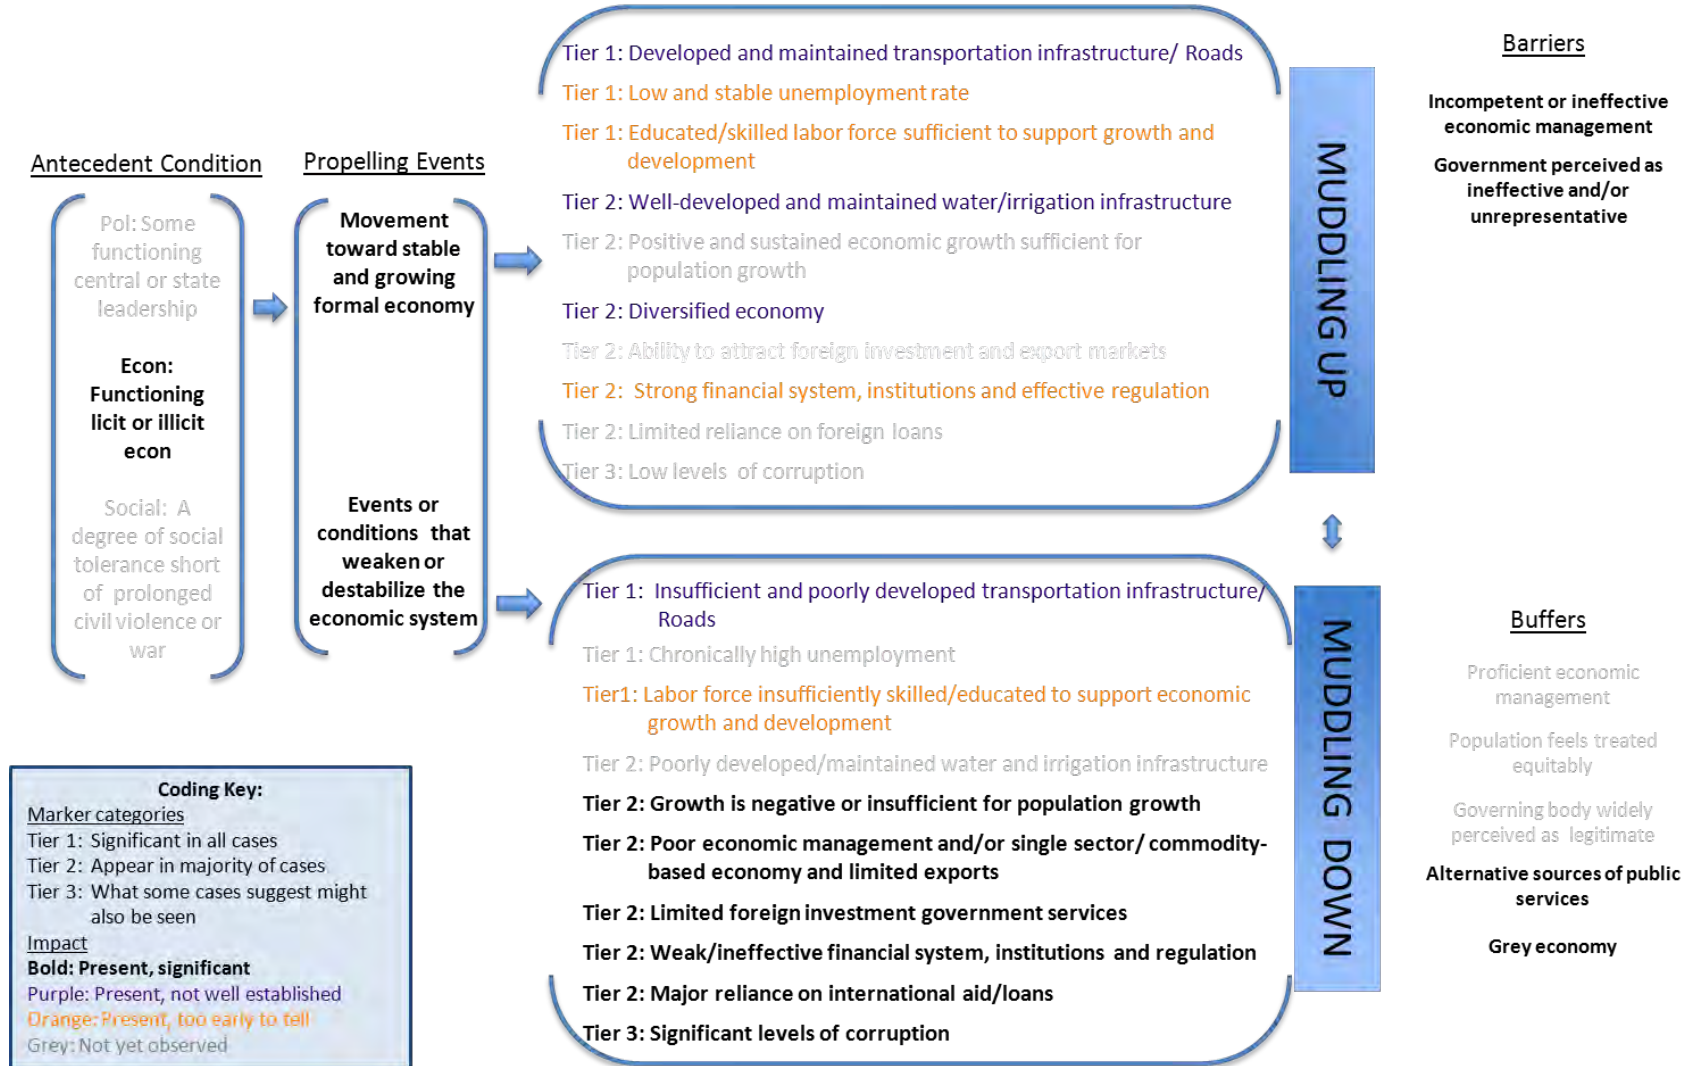 Antecedent Condition
Pol: Some
functioning
central or state
leadership
Econ:
Functioning
licit or illicit
econ
Social: A
degree of social
tolerance short
of prolonged
civil violence or
war
Propelling Events
Movement
toward stable
and growing
formal economy
Events or
conditions that
weaken or
destabilize the
economic system
Tier 1: Developed and maintained transportation infrastructure/ Roads
Tier 1: Low and stable unemployment rate
Tier 1: Educated/skilled labor force sufficient to support growth and
development
Tier 2: Well-developed and maintained water/irrigation infrastructure
Tier 2: Positive and sustained economic growth sufficient for
population growth
Tier 2: Diversified economy
Tier 2: Ability to attract foreign investment and export markets
Tier 2: Strong financial system, institutions and effective regulation
Tier 2: Limited reliance on foreign loans
Tier 3: Low levels of corruption
MUDDLING UP
Barriers
Incompetent or ineffective
economic management
Government perceived as
ineffective and/or
unrepresentative
Tier 1: Insufficient and poorly developed transportation infrastructure/
Roads
Tier 1: Chronically high unemployment
Tier1: Labor force insufficiently skilled/educated to support economic
growth and development
Tier 2: Poorly developed/maintained water and irrigation infrastructure
Tier 2: Growth is negative or insufficient for population growth
Tier 2: Poor economic management and/or single sector/ commodity-
based economy and limited exports
Tier 2: Limited foreign investment government services
Tier 2: Weak/ineffective financial system, institutions and regulation
Tier 2: Major reliance on international aid/loans
Tier 3: Significant levels of corruption
MUDDLING DOWN
Buffers
Proficient economic
management
Population feels treated
equitably
Governing body widely
perceived as legitimate
Alternative sources of public
services
Grey economy
Coding Key:
Marker categories
Tier 1: Significant in all cases
Tier 2: Appear in majority of cases
Tier 3: What some cases suggest might
also be seen
Impact
Bold: Present, significant
Purple: Present, not well established
Orange: Present, too early to tell
Grey: Not yet observed